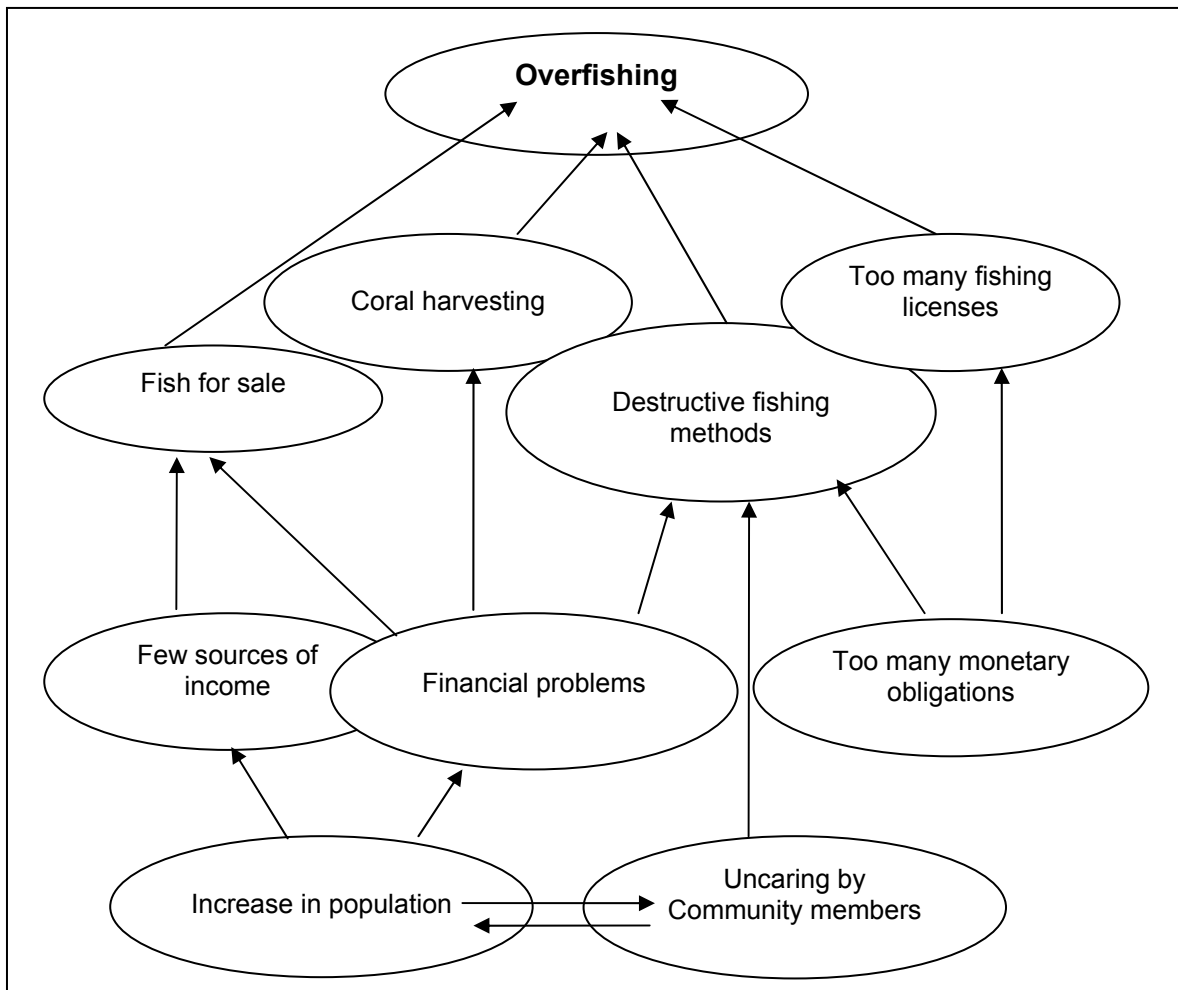 Overfishing
Coral harvesting
Too many fishing
licenses
Fish for sale
Destructive fishing
methods
Few sources of
income
Financial problems
Too many monetary
obligations
Increase in population
Uncaring by
Community members